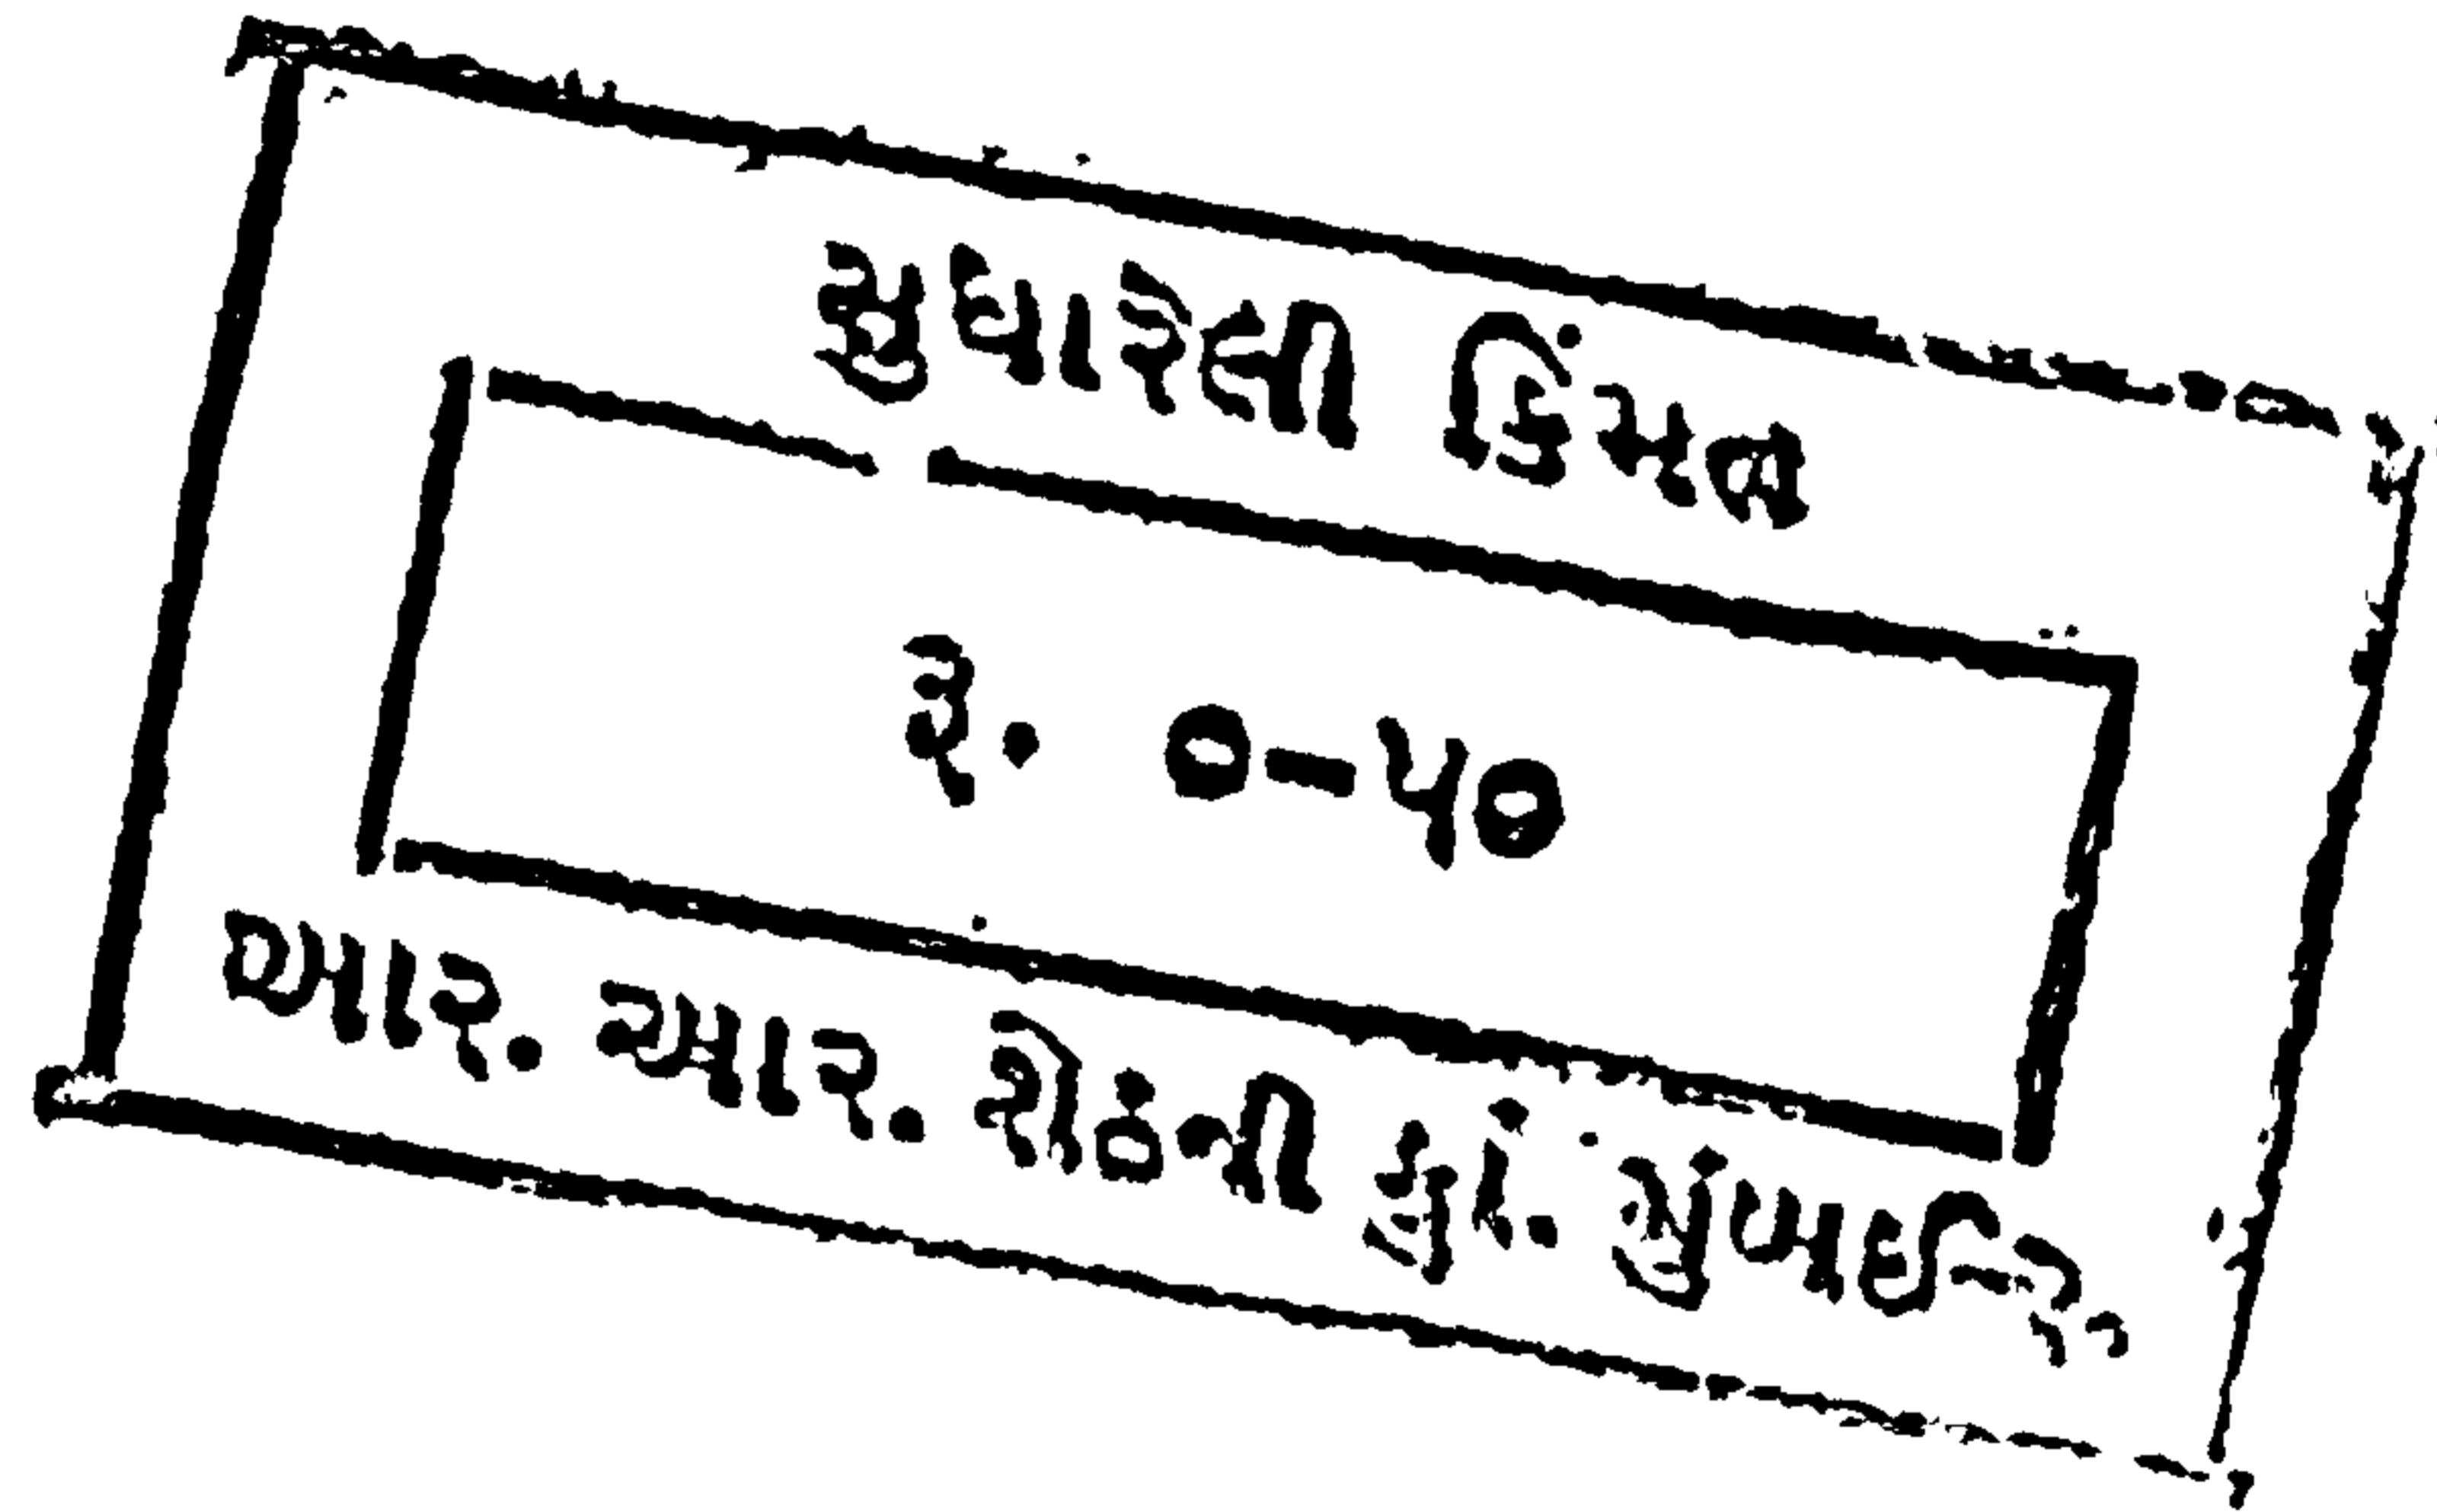 સુધારેલી કિંમત
રૂ. ૦-૫૦
આર. આર. શેઠની કું. મુંબઈ-૨.